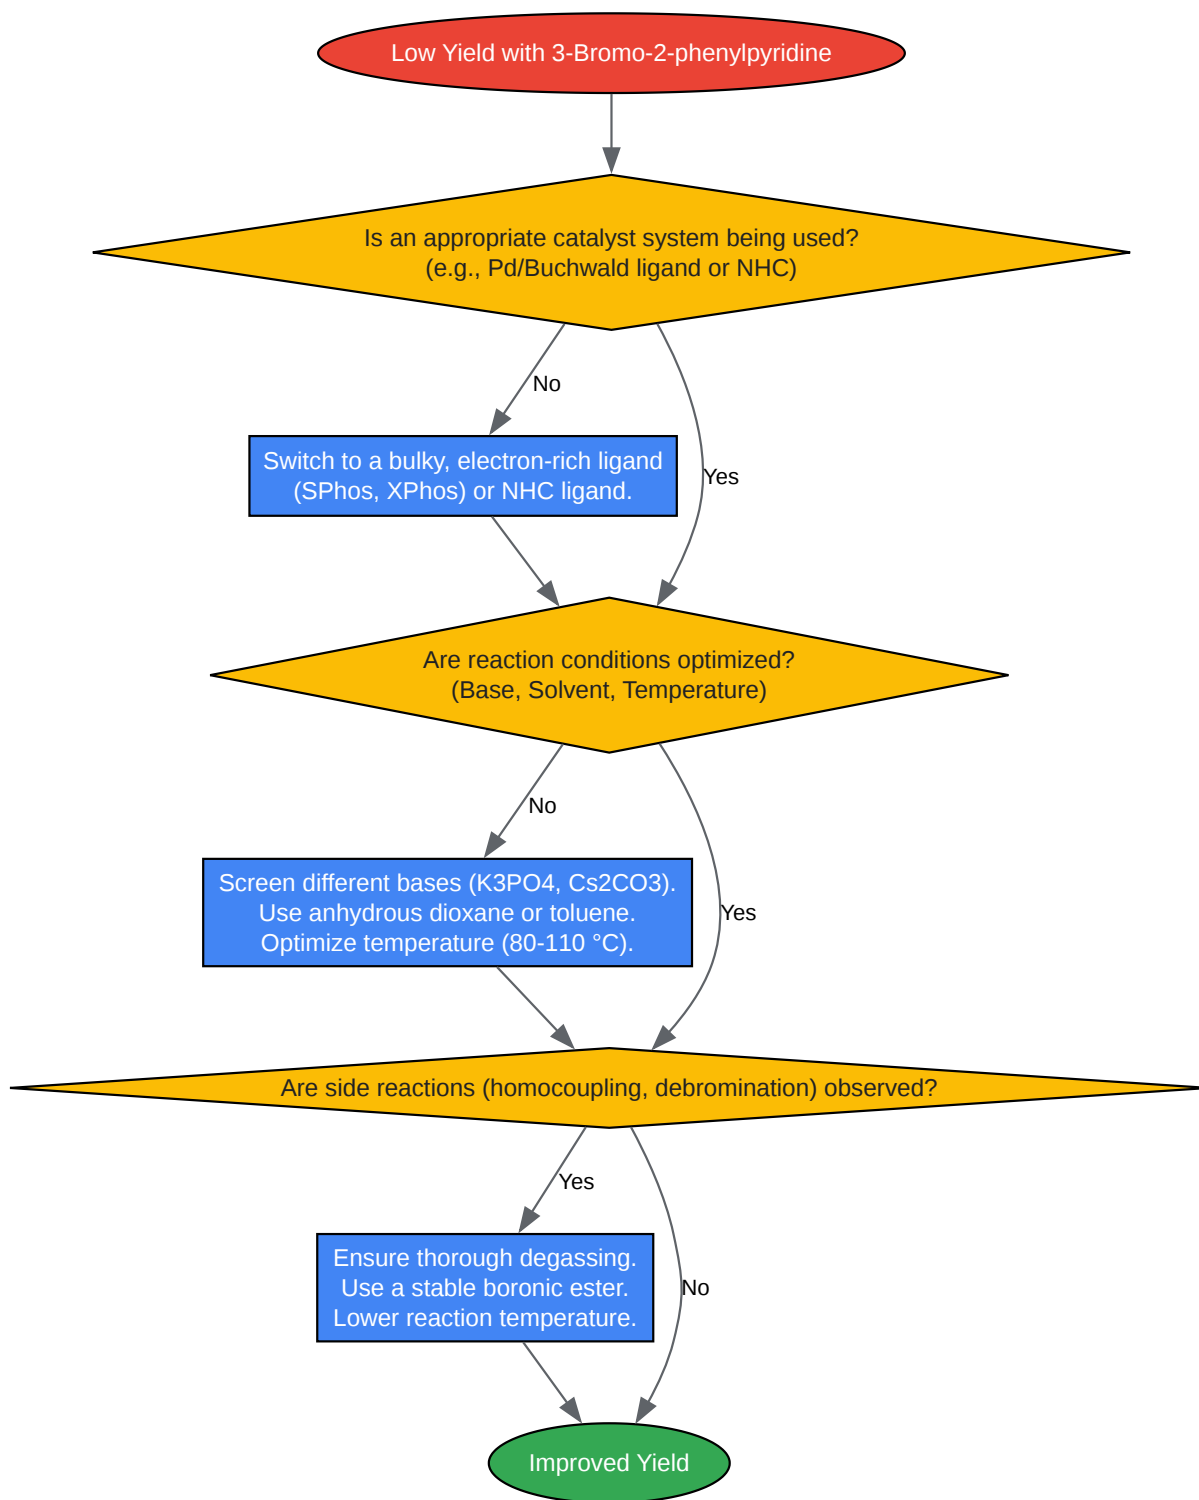 Low Yield with 3-Bromo-2-phenylpyridine
Is an appropriate catalyst system being used?
(e.g., Pd/Buchwald ligand or NHC)
No
Switch to a bulky, electron-rich ligand
(SPhos, XPhos) or NHC ligand.
Yes
Are reaction conditions optimized?
(Base, Solvent, Temperature)
No
Screen different bases (K3PO4, Cs2CO3).
Use anhydrous dioxane or toluene.
Optimize temperature (80-110 °C).
Yes
Are side reactions (homocoupling, debromination) observed?
Yes
Ensure thorough degassing.
Use a stable boronic ester.
Lower reaction temperature.
No
Improved Yield